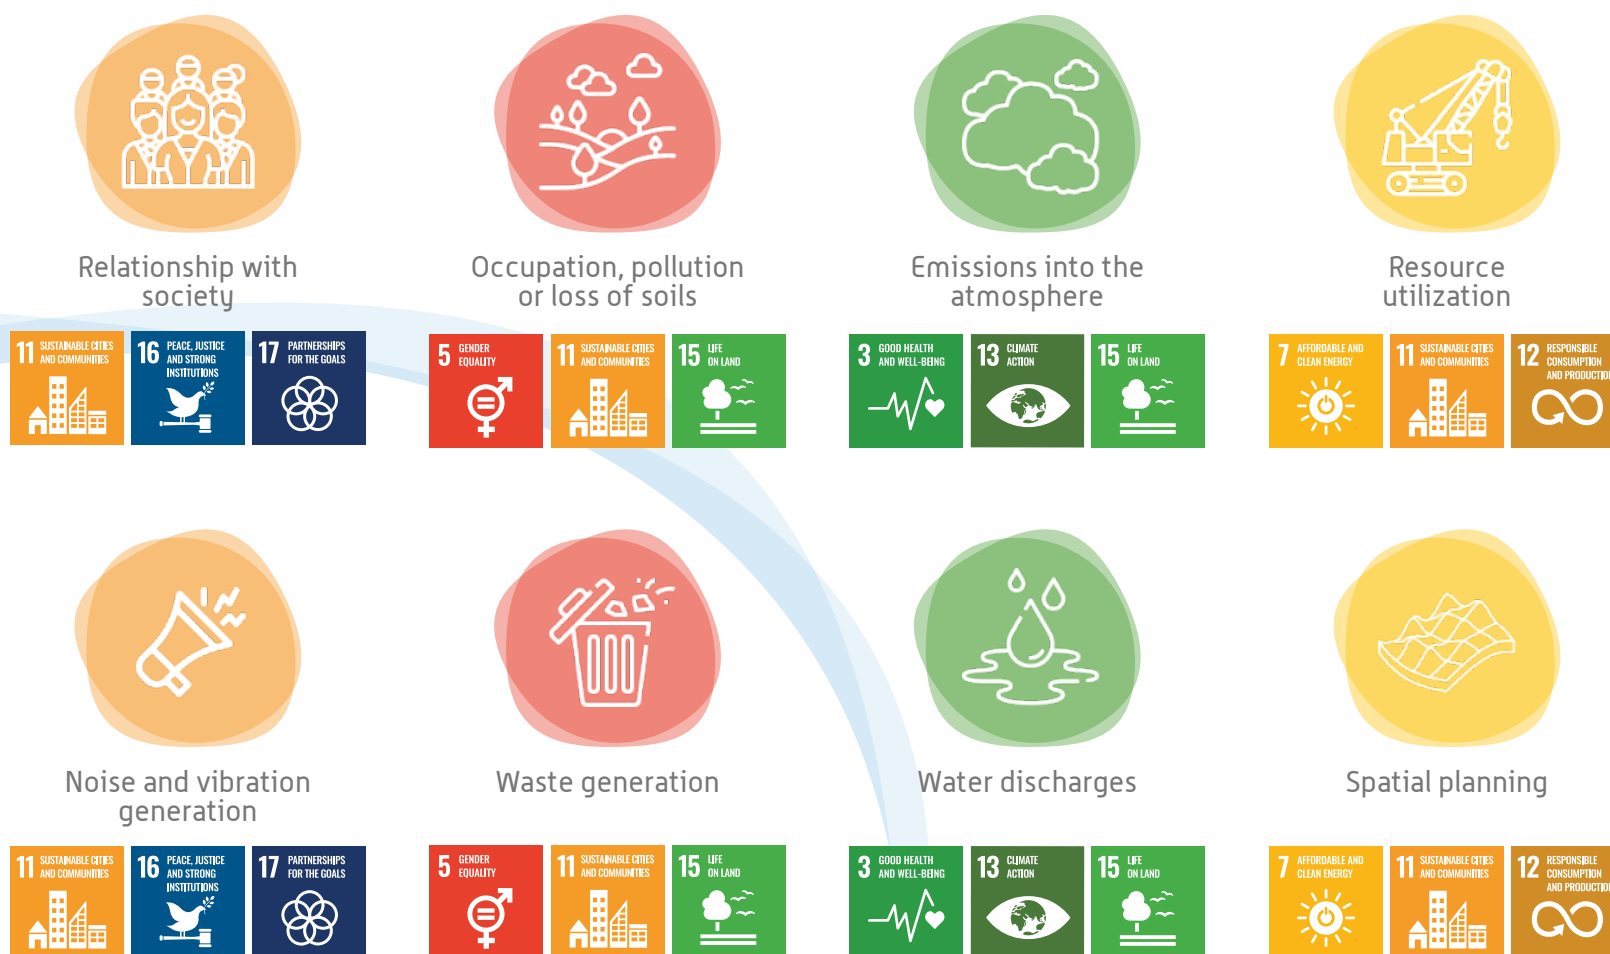 Relationship with
society
11 SUSTAINABLE CITIES
AND COMMUNITIES
16 PEACE, JUSTICE
AND STRONG
INSTITUTIONS
17 PARTNERSHIPS
FOR THE GOALS
Occupation, pollution
or loss of soils
5 GENDER
EQUALITY
11 SUSTAINABLE CITIES
AND COMMUNITIES
15 LIFE
ON LAND
Emissions into the
atmosphere
3 GOOD HEALTH
AND WELL-BEING
13 CLIMATE
ACTION
15 LIFE
ON LAND
Resource
utilization
7 AFFORDABLE AND
CLEAN ENERGY
11 SUSTAINABLE CITIES
AND COMMUNITIES
12 RESPONSIBLE
CONSUMPTION
AND PRODUCTIO
Noise and vibration
generation
11 SUSTAINABLE CITIES
AND COMMUNITIES
16 PEACE, JUSTICE
AND STRONG
INSTITUTIONS
17 PARTNERSHIPS
FOR THE GOALS
Waste generation
5 GENDER
EQUALITY
11 SUSTAINABLE CITIES
AND COMMUNITIES
15 LIFE
ON LAND
Water discharges
3 GOOD HEALTH
AND WELL-BEING
13 CLIMATE
ACTION
15 LIFE
ON LAND
Spatial planning
7 AFFORDABLE AND
CLEAN ENERGY
11 SUSTAINABLE CITIES
AND COMMUNITIES
12 RESPONSIBLE
CONSUMPTION
AND PRODUCTIO